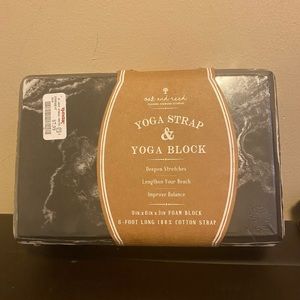 oak and reed
YOGA STRAP
&
YOGA BLOCK
Deepen Stretches
Lengthen Your Reach
Improve Balance
9in x 6in x 3in FOAM BLOCK
6-FOOT LONG 100% COTTON STRAP